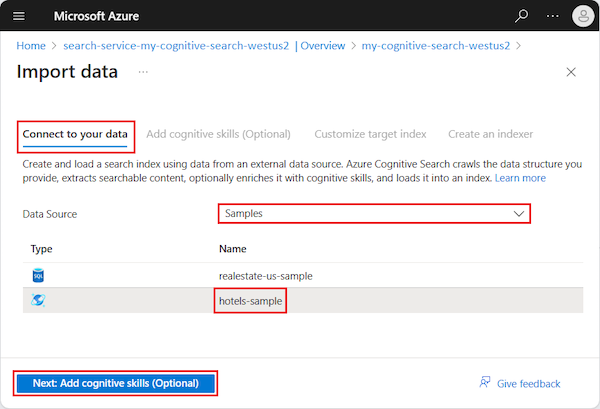 Microsoft Azure
Home > search-service-my-cognitive-search-westus2 | Overview > my-cognitive-search-westus2 >
Import data ...
Connect to your data Add cognitive skills (Optional) Customize target index Create an indexer
Create and load a search index using data from an external data source. Azure Cognitive Search crawls the data structure you
provide, extracts searchable content, optionally enriches it with cognitive skills, and loads it into an index. Learn more
Data Source Samples
Type Name
SQL realestate-us-sample
hotels-sample
Next: Add cognitive skills (Optional) Give feedback